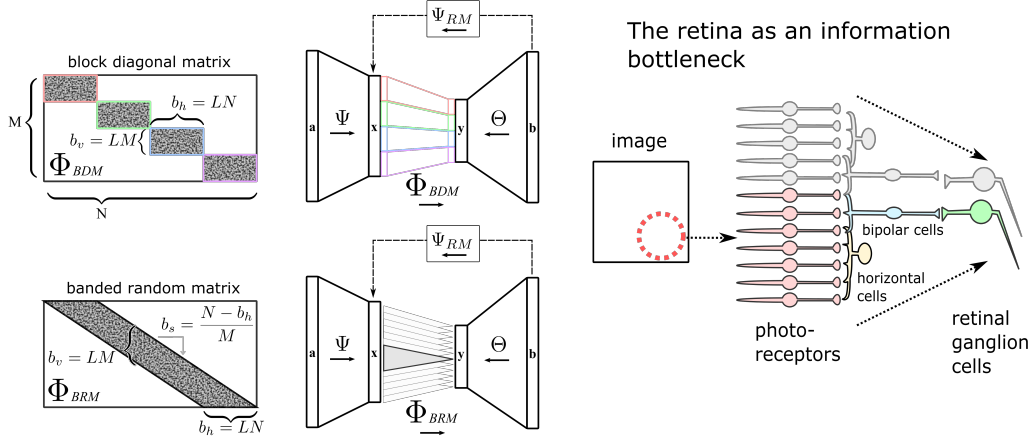 block diagonal matrix
M
b_h = LN
b_v = LM
Φ_BDM
N
Ψ_RM
a
Ψ
x
y
Θ
b
Φ_BDM
banded random matrix
b_s = \frac{N - b_h}{M}
b_v = LM
Φ_BRM
b_h = LN
Ψ_RM
a
Ψ
x
y
Θ
b
Φ_BRM
The retina as an information
bottleneck
image
bipolar cells
horizontal
cells
photo-
receptors
retinal
ganglion
cells